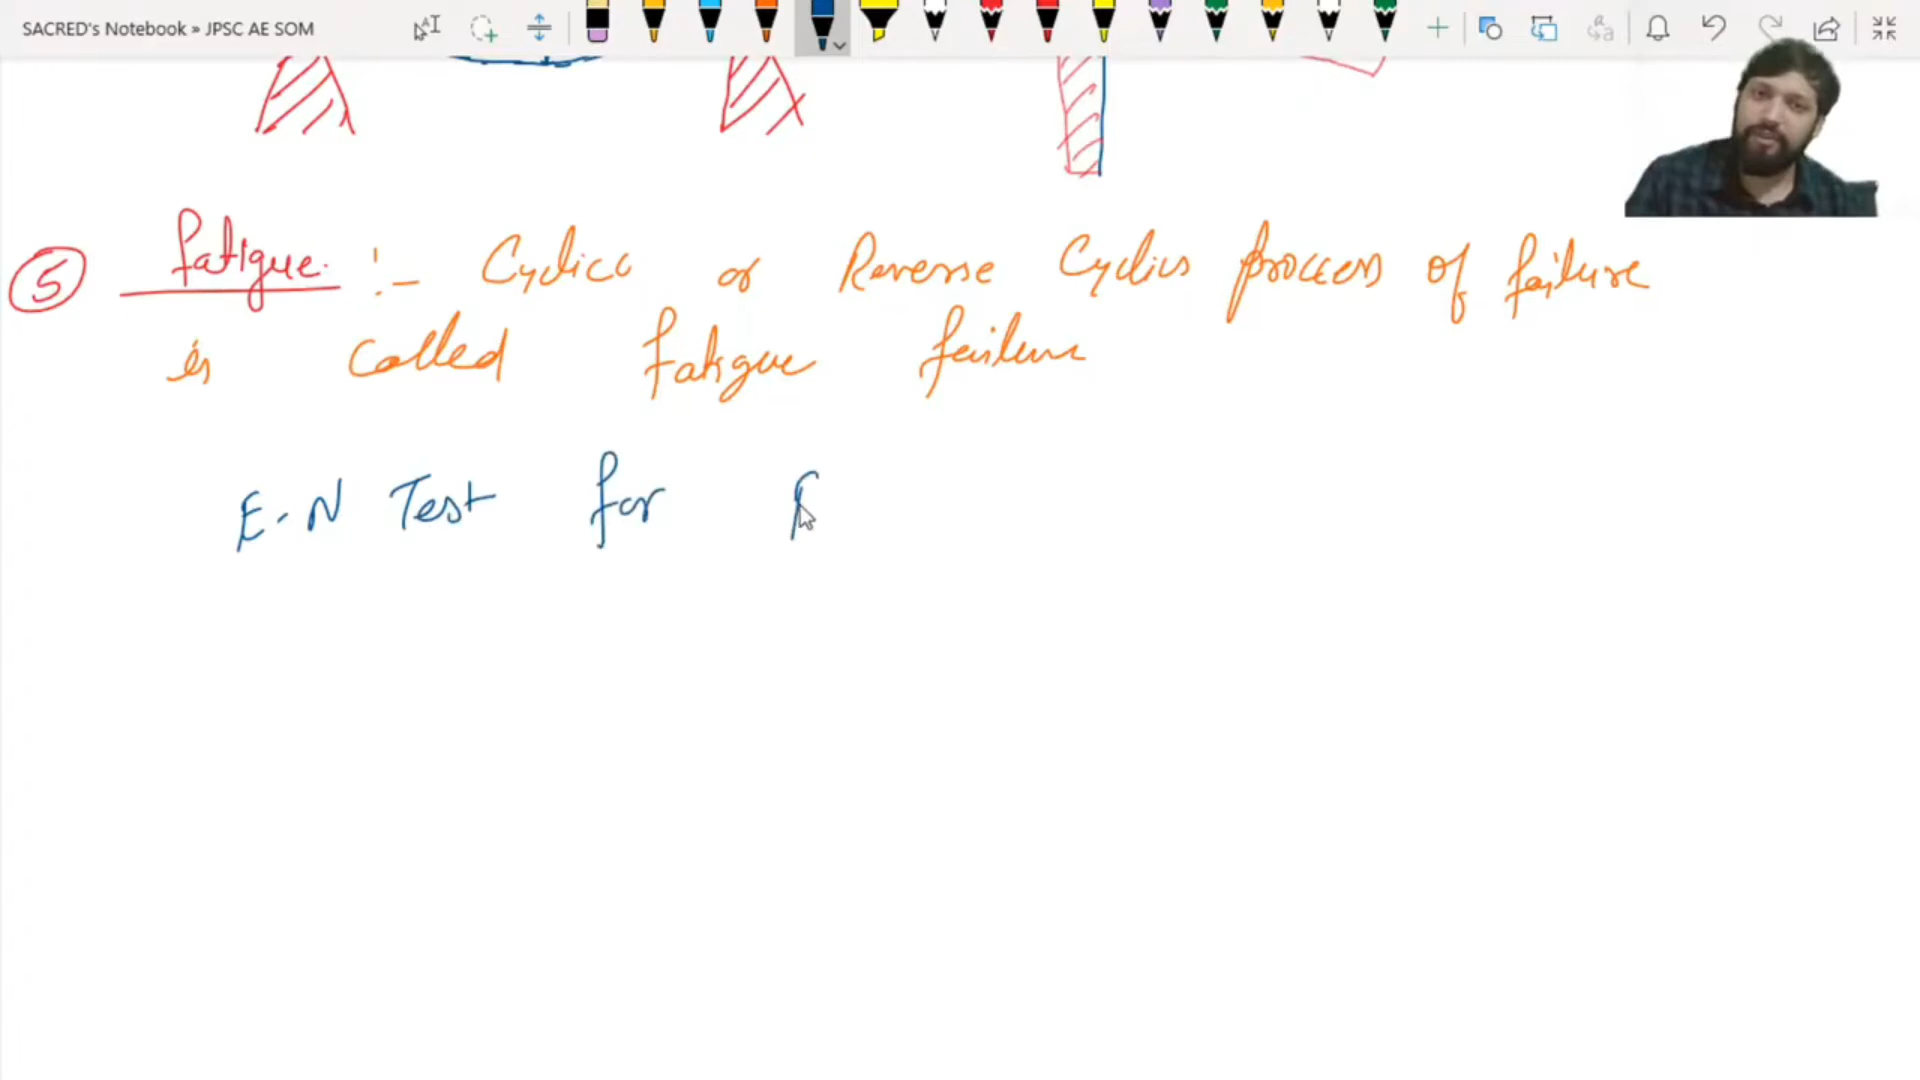 SACRED's Notebook » JPSC AE SOM
⑤ fatigue :- Cyclic or Reverse Cyclics process of failure
is called fatigue failure
E-N Test for